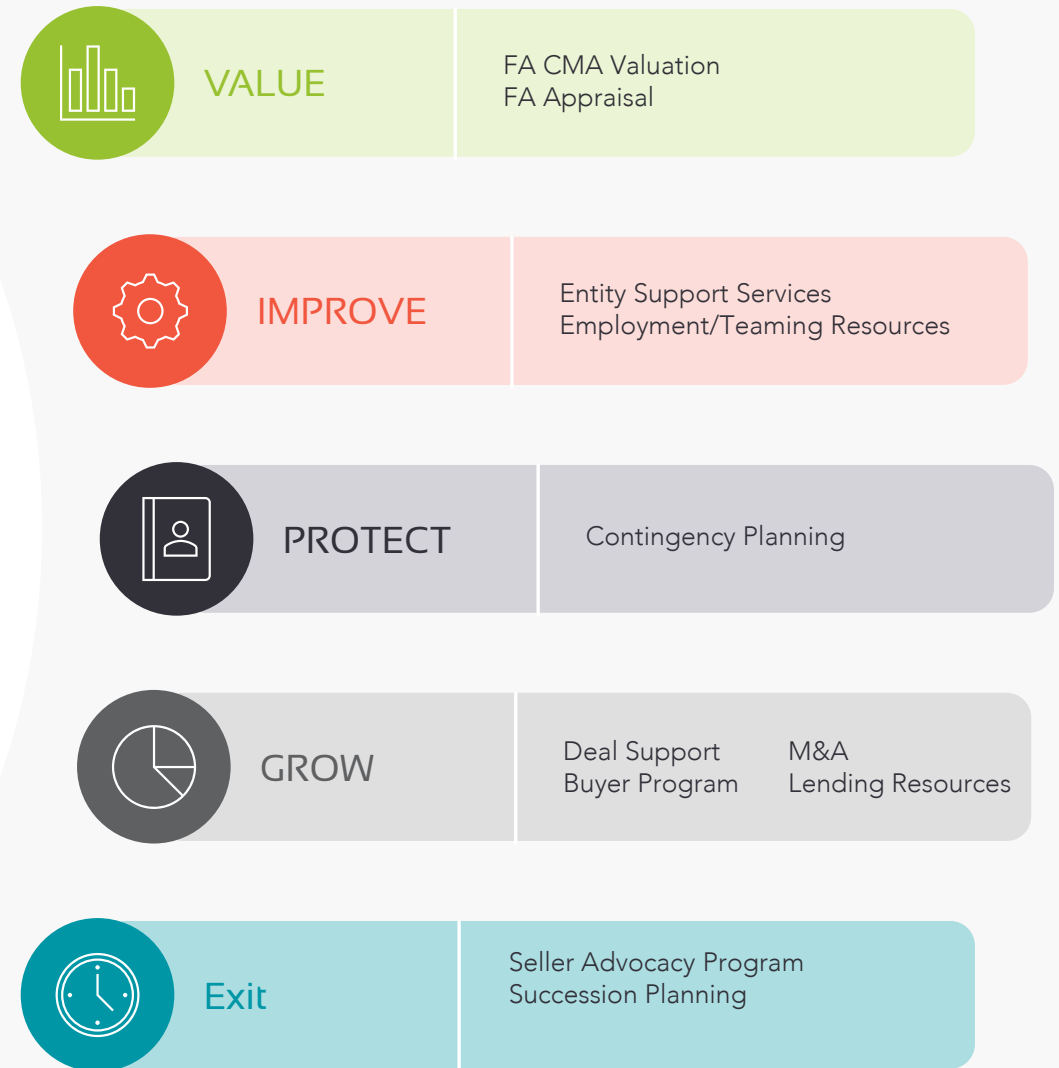 VALUE
FA CMA Valuation
FA Appraisal
IMPROVE
Entity Support Services
Employment/Teaming Resources
PROTECT
Contingency Planning
GROW
Deal Support
Buyer Program
M&A
Lending Resources
Exit
Seller Advocacy Program
Succession Planning